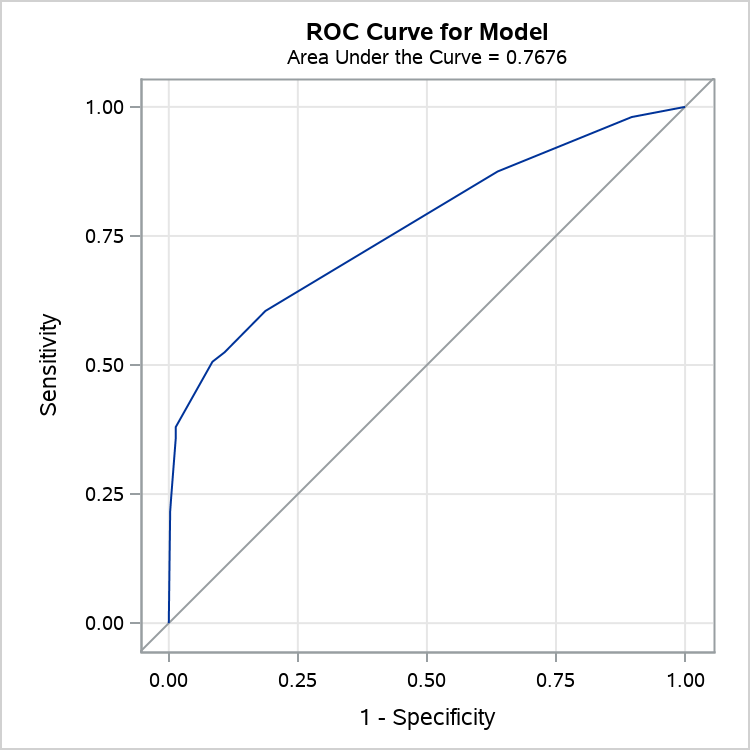 ROC Curve for Model
Area Under the Curve = 0.7676
1.00
0.75
0.50
0.25
0.00
Sensitivity
0.00 0.25 0.50 0.75 1.00
1 - Specificity